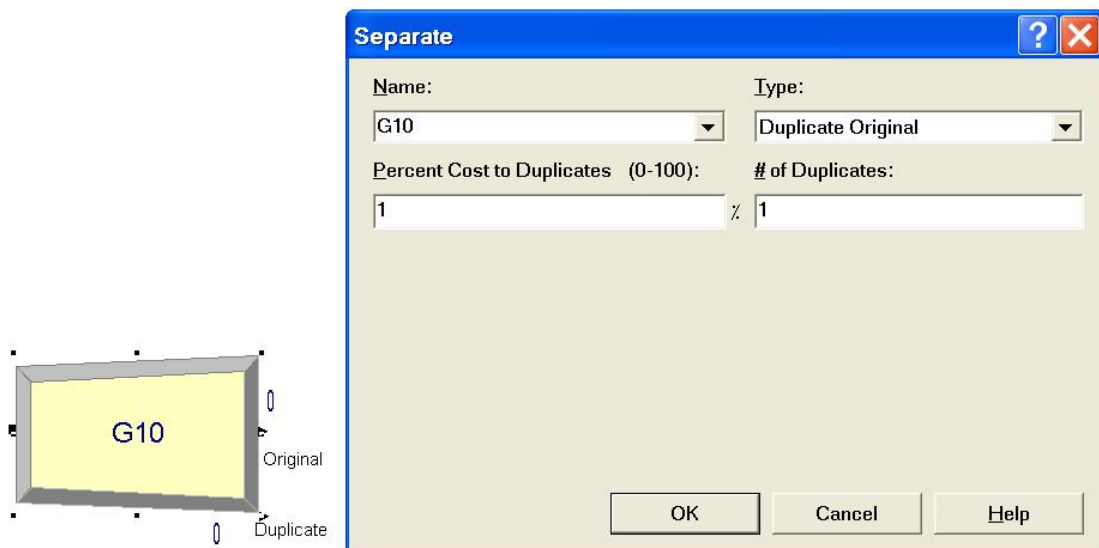 Separate
Name:
Type:
G10
Duplicate Original
Percent Cost to Duplicates (0-100):
# of Duplicates:
1
%
1
G10
0
Original
0
Duplicate
OK
Cancel
Help